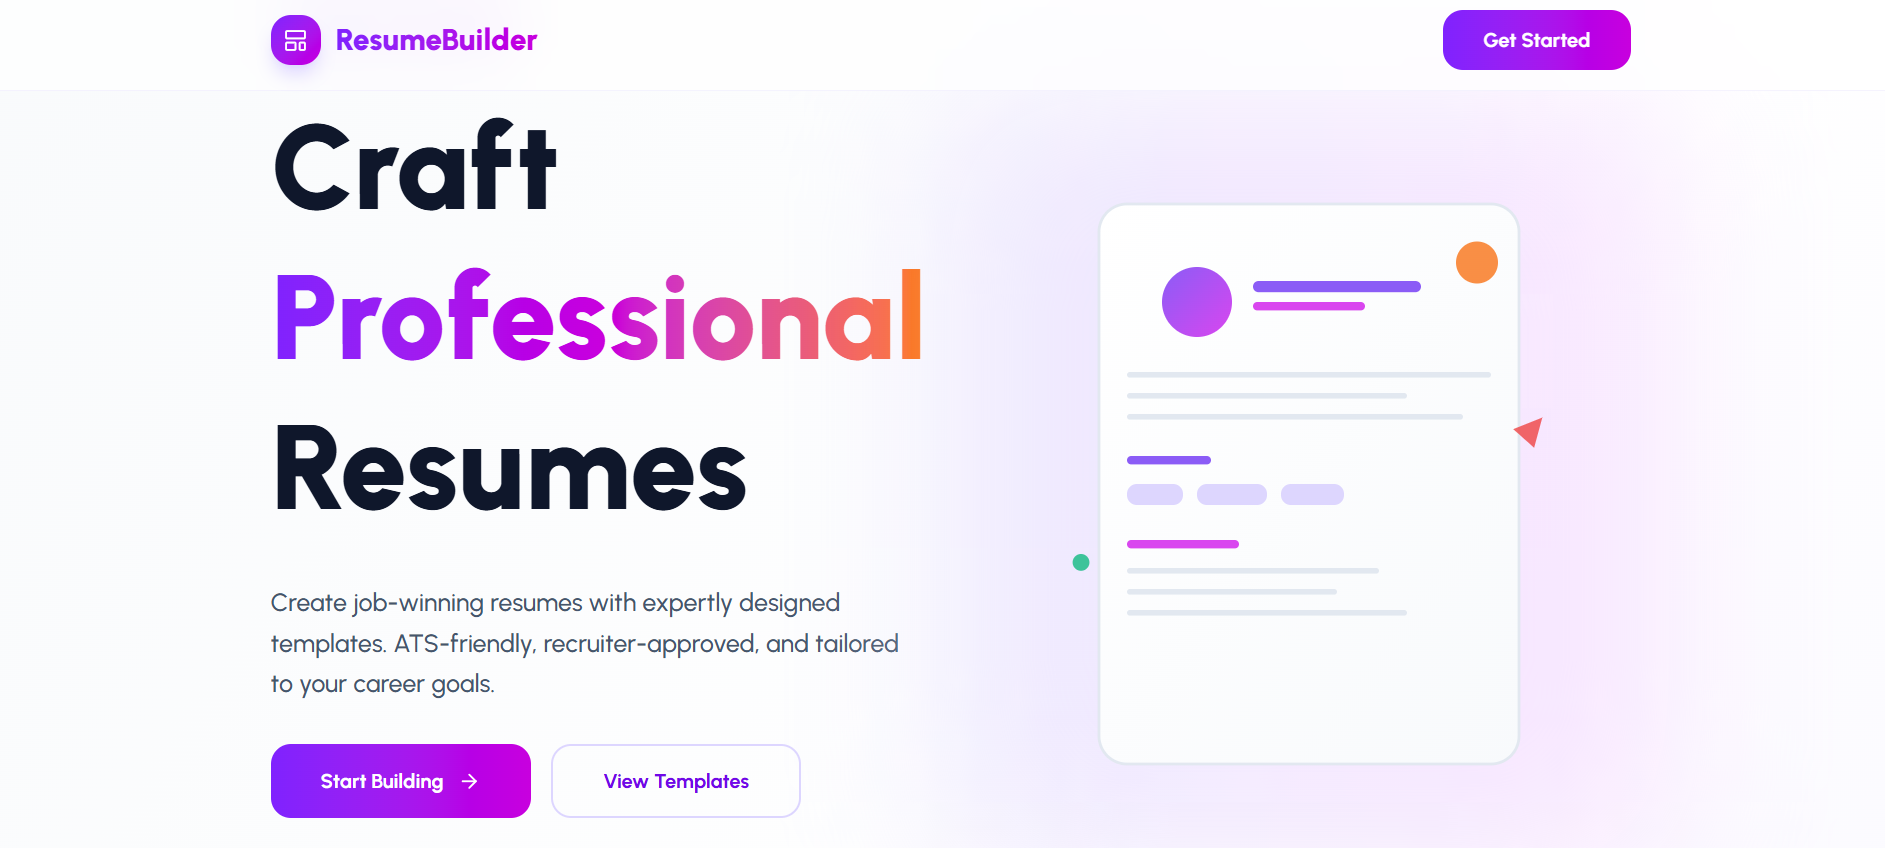 ResumeBuilder
Get Started
Craft
Professional
Resumes
Create job-winning resumes with expertly designed
templates. ATS-friendly, recruiter-approved, and tailored
to your career goals.
Start Building
View Templates